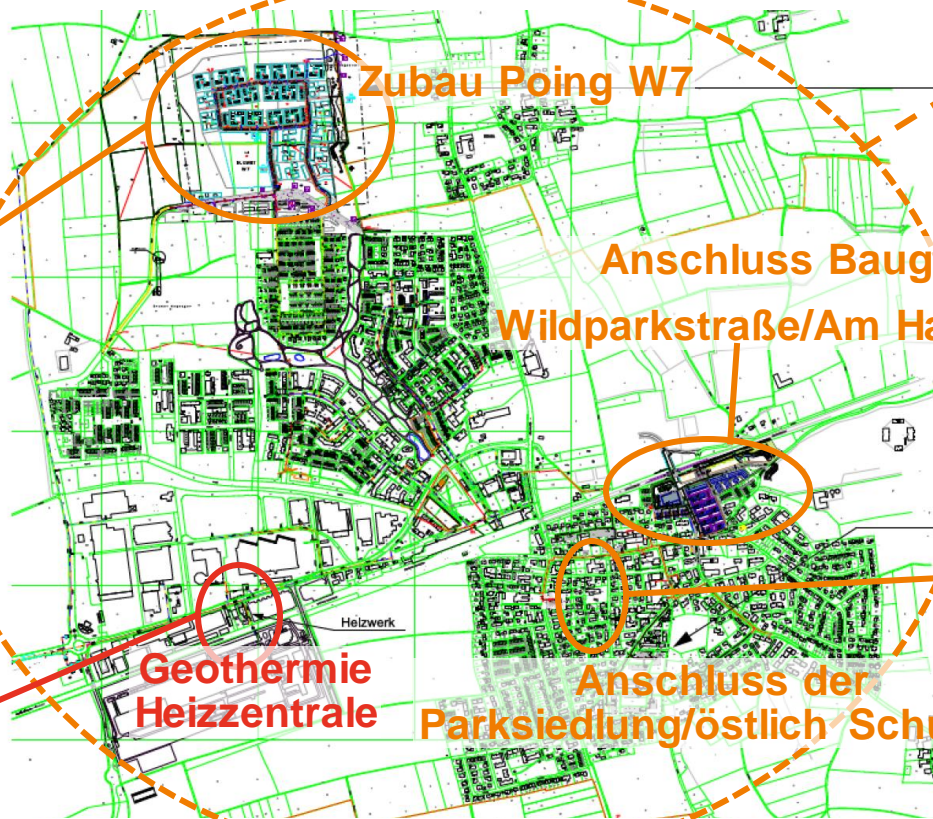 Zubau Poing W7
Anschluss Baug
Wildparkstraße/Am Ha
Heizwerk
Geothermie
Heizzentrale
Anschluss der
Parksiedlung/östlich Schu